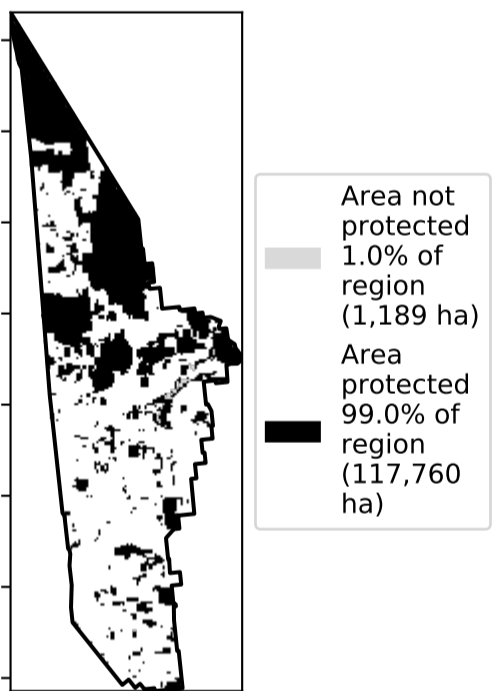 Area not
protected
1.0% of
region
(1,189 ha)
Area
protected
99.0% of
region
(117,760
ha)